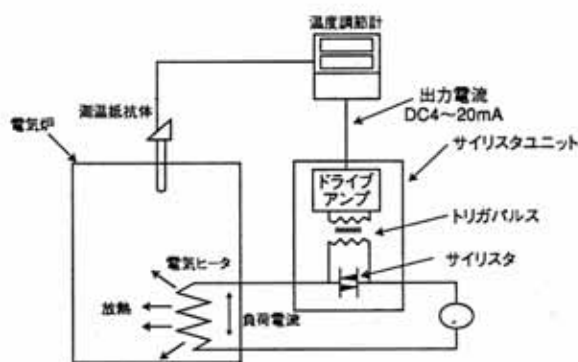 温度調節計
測温抵抗体
出力電流
DC4～20mA
電気炉
サイリスタユニット
ドライブ
アンプ
トリガパルス
電気ヒータ
サイリスタ
放熱
負荷電流